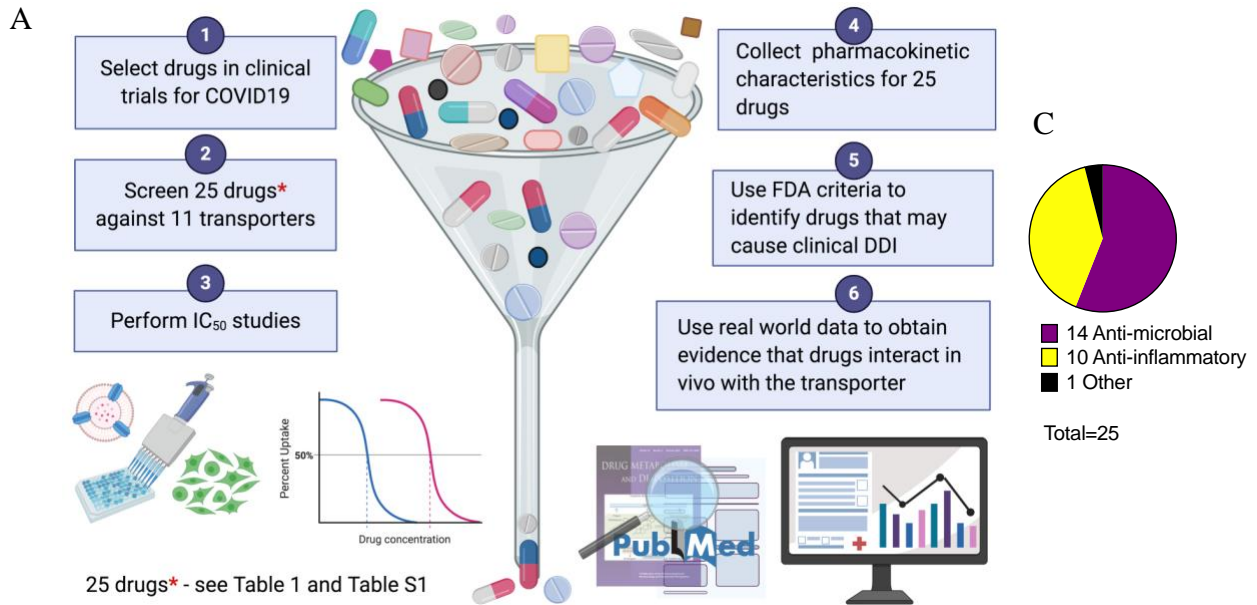 A
1
Select drugs in clinical
trials for COVID19
2
Screen 25 drugs*
against 11 transporters
3
Perform IC₅₀ studies
4
Collect pharmacokinetic
characteristics for 25
drugs
5
Use FDA criteria to
identify drugs that may
cause clinical DDI
6
Use real world data to obtain
evidence that drugs interact in
vivo with the transporter
C
14 Anti-microbial
10 Anti-inflammatory
1 Other
Total=25
Percent Uptake
50%
Drug concentration
DRUG METAB
AND DI
PubMed
25 drugs* - see Table 1 and Table S1